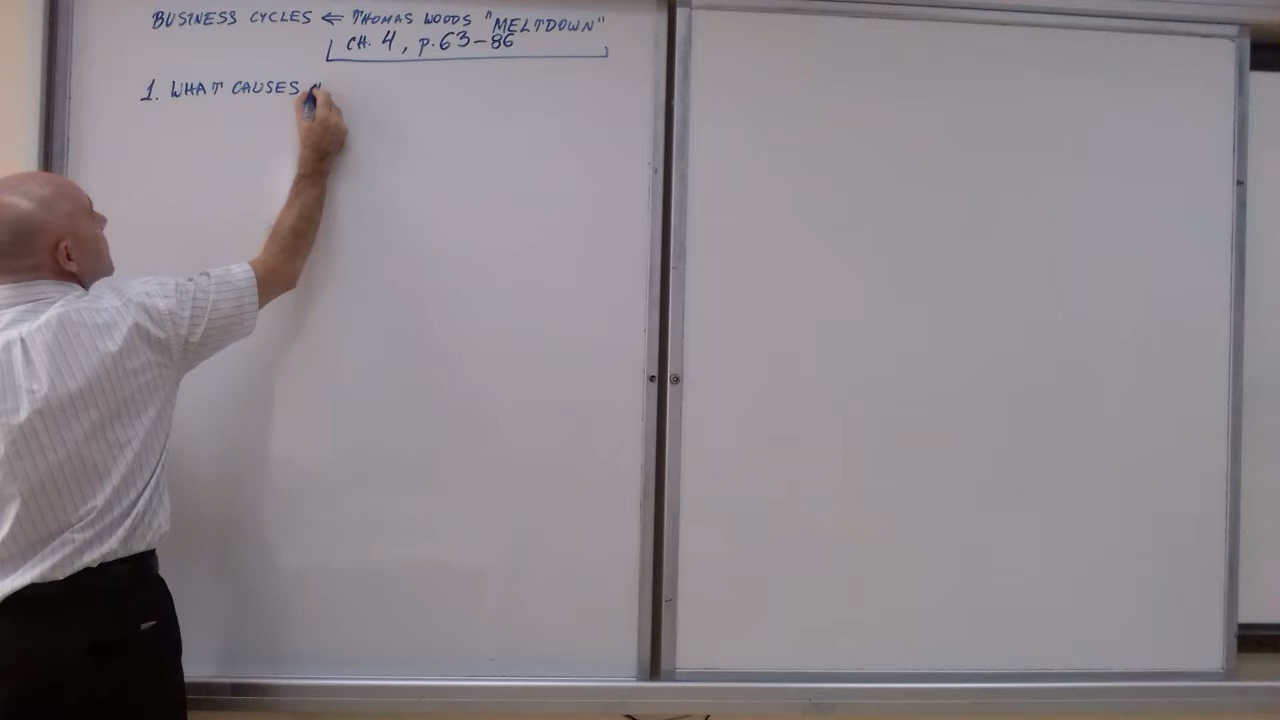 BUSINESS CYCLES ⇐ THOMAS WOODS "MELTDOWN"
CH. 4, p. 63-86
1. WHAT CAUSES